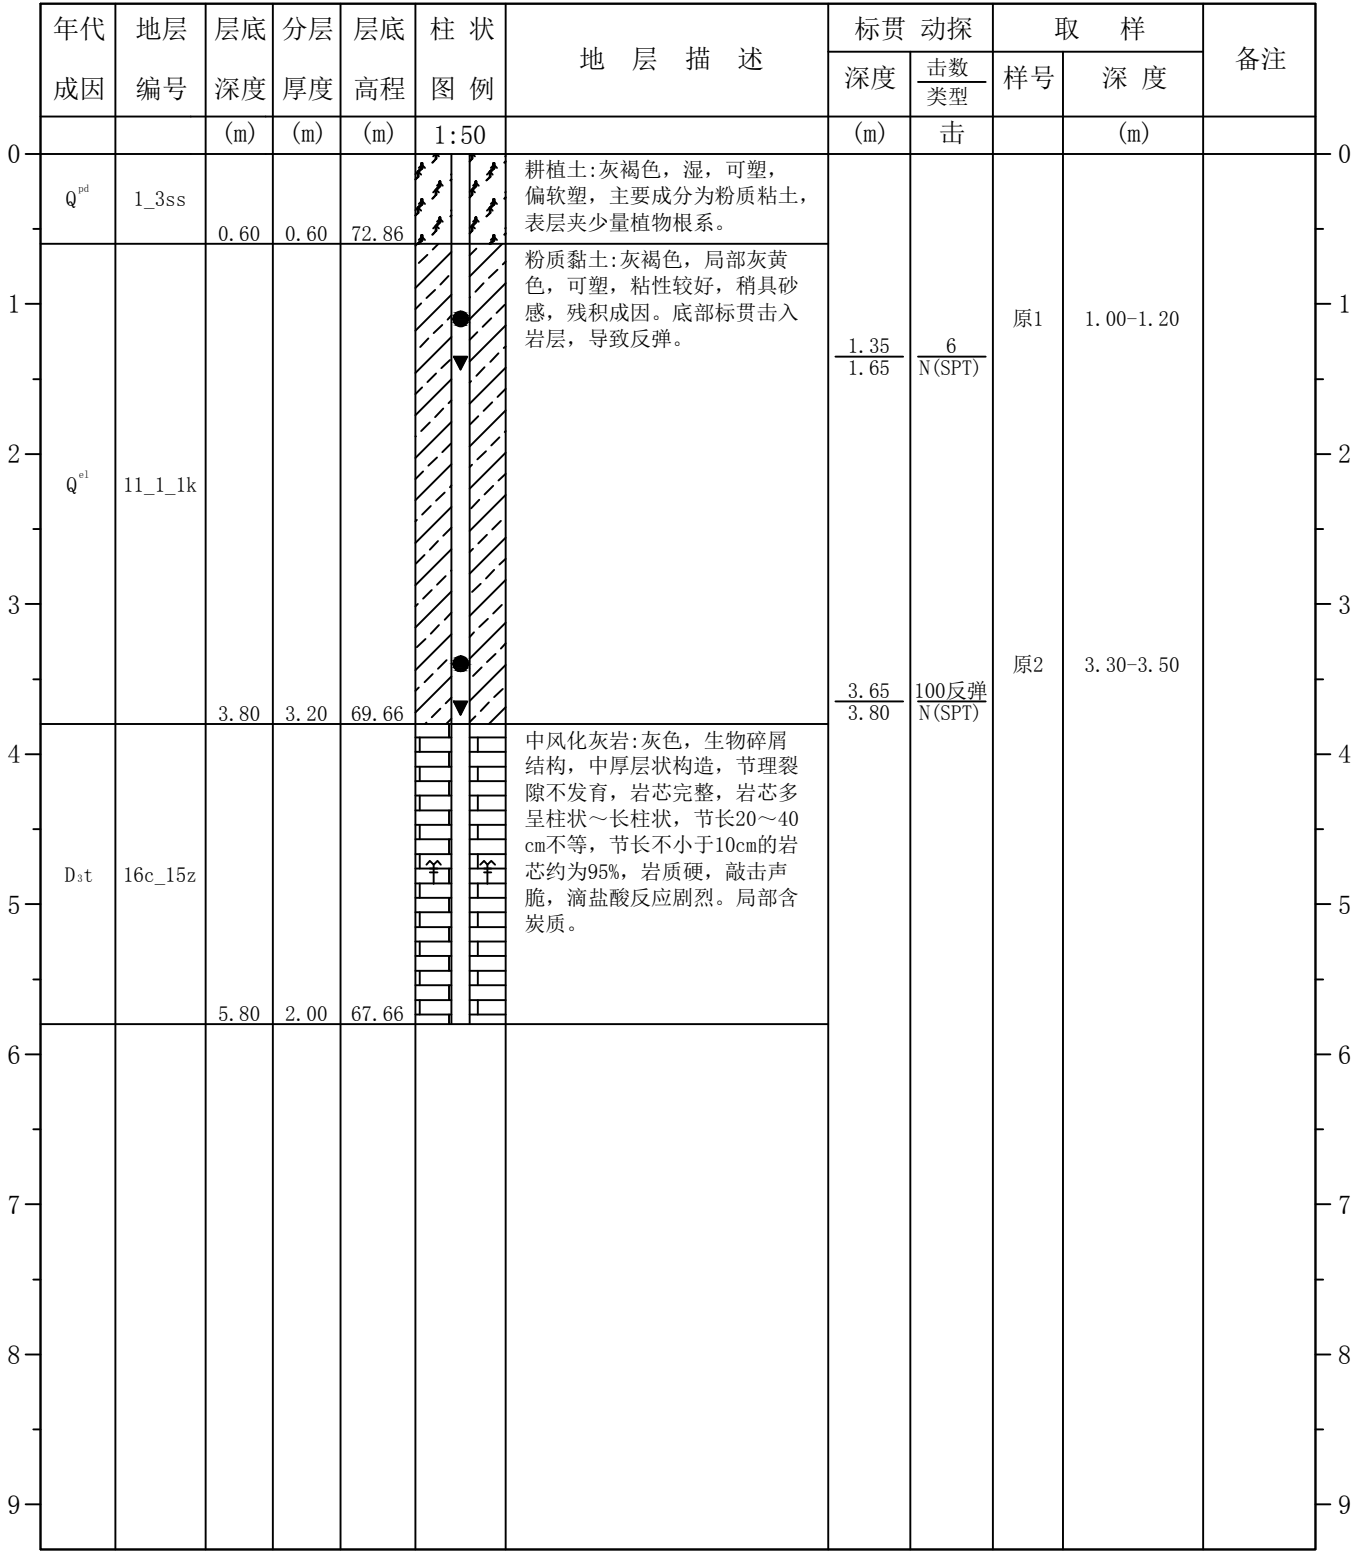 年代 地层 层底 分层 层底 柱 状 地 层 描 述 标贯 动探 取 样 备注
成因 编号 深度 厚度 高程 图 例 深度 击数 样号 深 度
类型
(m) (m) (m) 1:50 (m) 击 (m)
0 0
耕植土:灰褐色，湿，可塑，
偏软塑，主要成分为粉质粘土，
表层夹少量植物根系。
Q^pd 1_3ss 0.60 0.60 72.86
粉质黏土:灰褐色，局部灰黄
色，可塑，粘性较好，稍具砂
感，残积成因。底部标贯击入
岩层，导致反弹。
1 1
原1 1.00-1.20
1.35 6
1.65 N(SPT)
2 2
Q^el 11_1_1k
3 3
原2 3.30-3.50
3.65 100反弹
3.80 N(SPT)
3.80 3.20 69.66
中风化灰岩:灰色，生物碎屑
结构，中厚层状构造，节理裂
隙不发育，岩芯完整，岩芯多
呈柱状～长柱状，节长20～40
cm不等，节长不小于10cm的岩
芯约为95%，岩质硬，敲击声
脆，滴盐酸反应剧烈。局部含
炭质。
4 4
D₃t 16c_15z
5 5
5.80 2.00 67.66
6 6
7 7
8 8
9 9